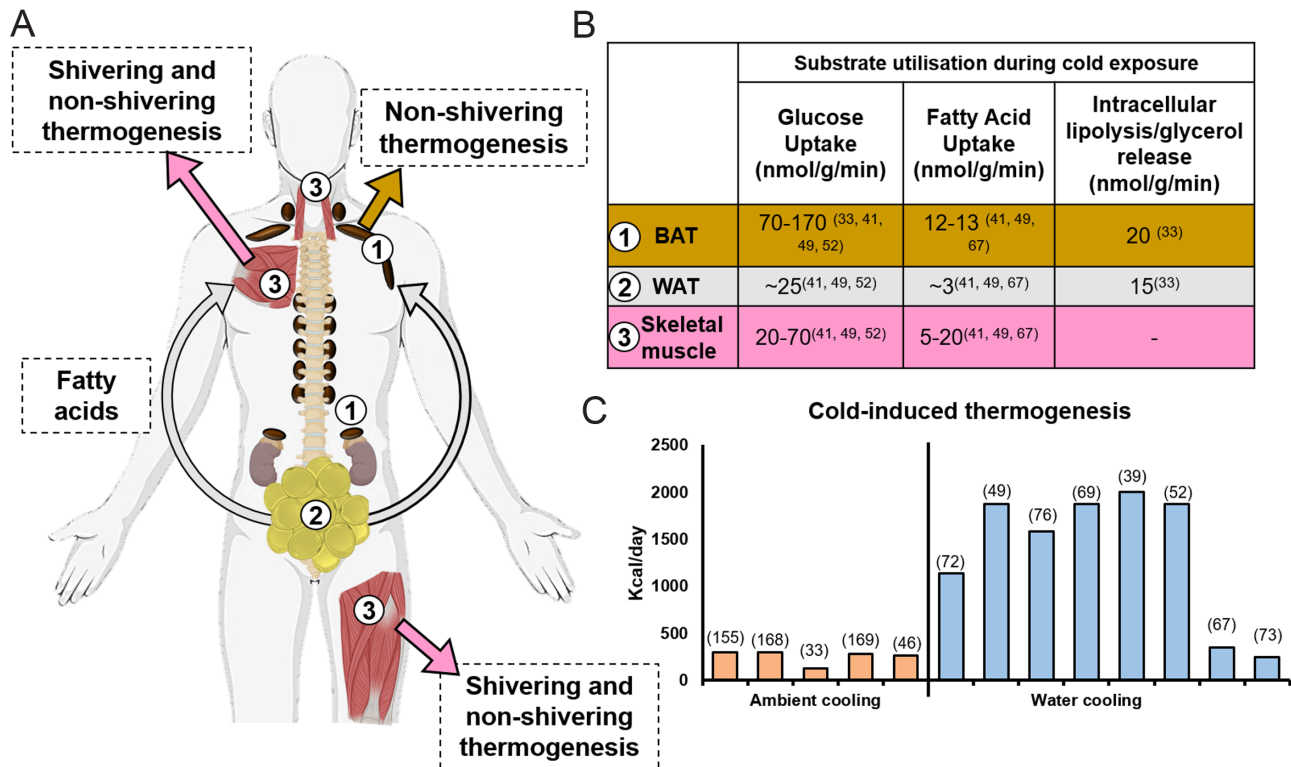 A
Shivering and
non-shivering
thermogenesis
Non-shivering
thermogenesis
3
1
3
Fatty
acids
1
2
3
Shivering and
non-shivering
thermogenesis
B
Substrate utilisation during cold exposure
Glucose
Uptake
(nmol/g/min)
Fatty Acid
Uptake
(nmol/g/min)
Intracellular
lipolysis/glycerol
release
(nmol/g/min)
1 BAT
70-170 (33, 41,
49, 52)
12-13 (41, 49,
67)
20 (33)
2 WAT
~25(41, 49, 52)
~3(41, 49, 67)
15(33)
3 Skeletal
muscle
20-70(41, 49, 52)
5-20(41, 49, 67)
-
C
Cold-induced thermogenesis
Kcal/day
2500
2000
1500
1000
500
0
(155)
(168)
(33)
(169)
(46)
(72)
(49)
(76)
(69)
(39)
(52)
(67)
(73)
Ambient cooling
Water cooling